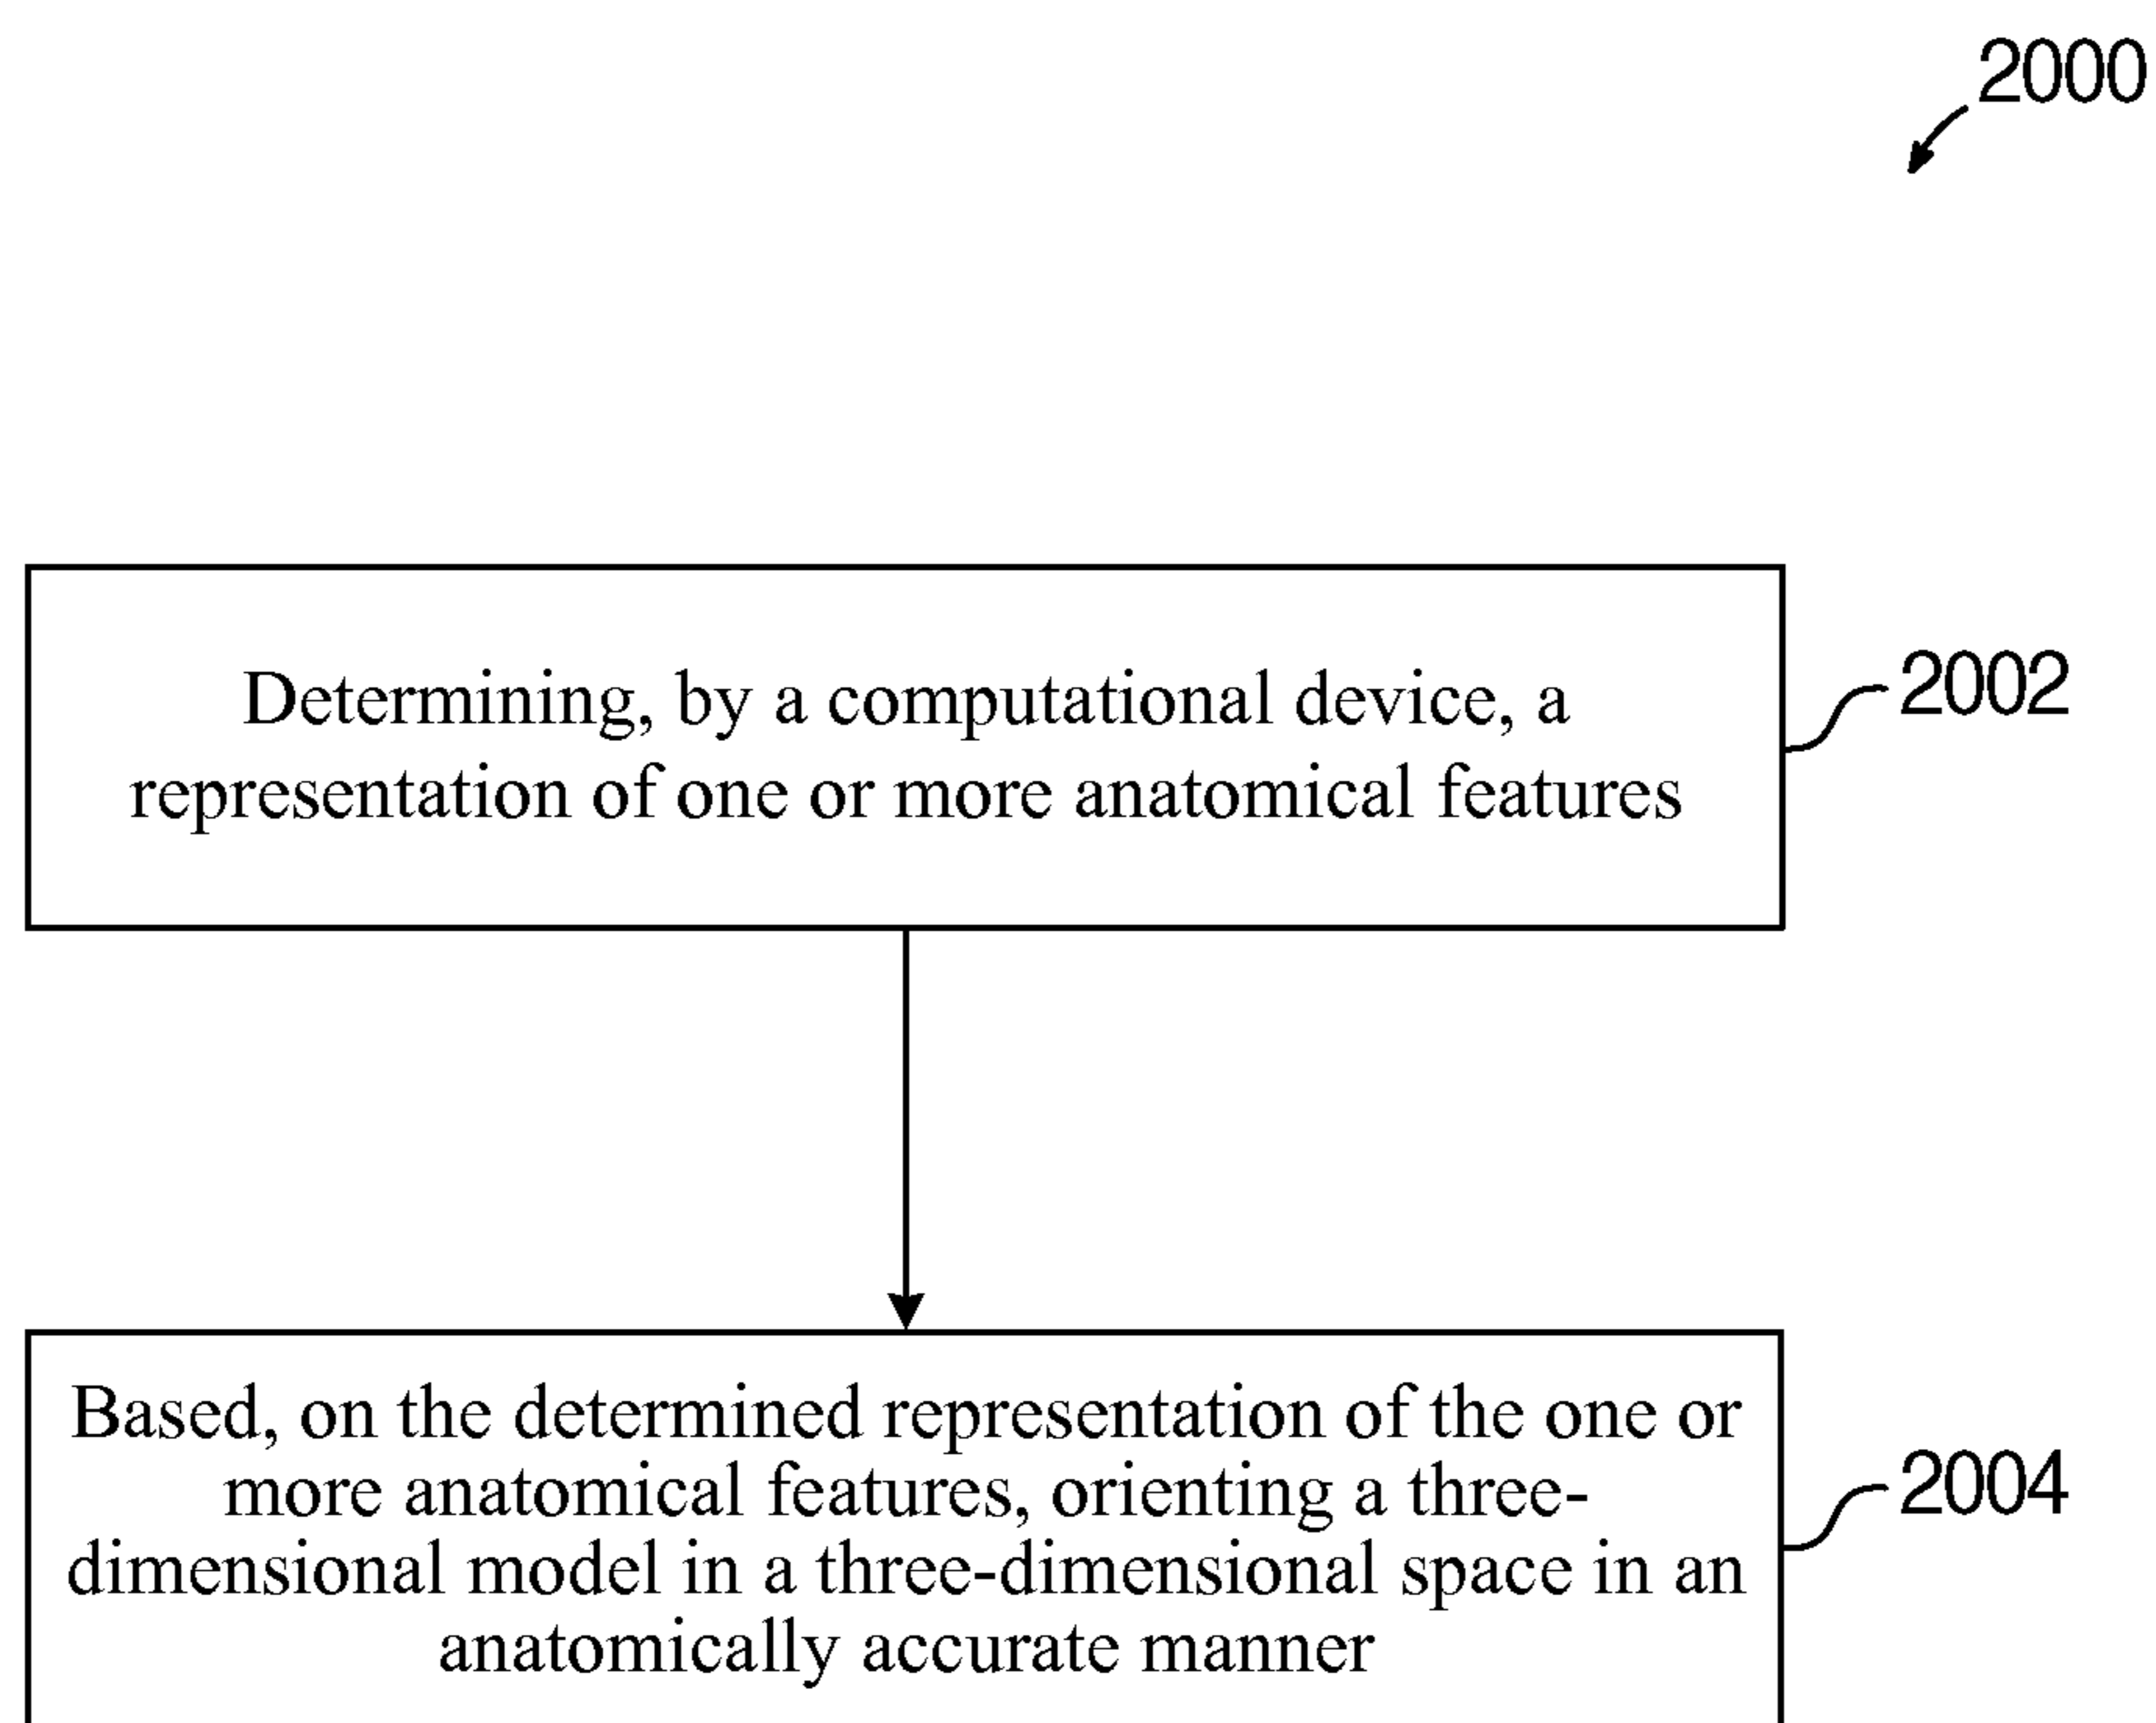 2000
Determining, by a computational device, a
representation of one or more anatomical features
2002
Based, on the determined representation of the one or
more anatomical features, orienting a three-
dimensional model in a three-dimensional space in an
anatomically accurate manner
2004